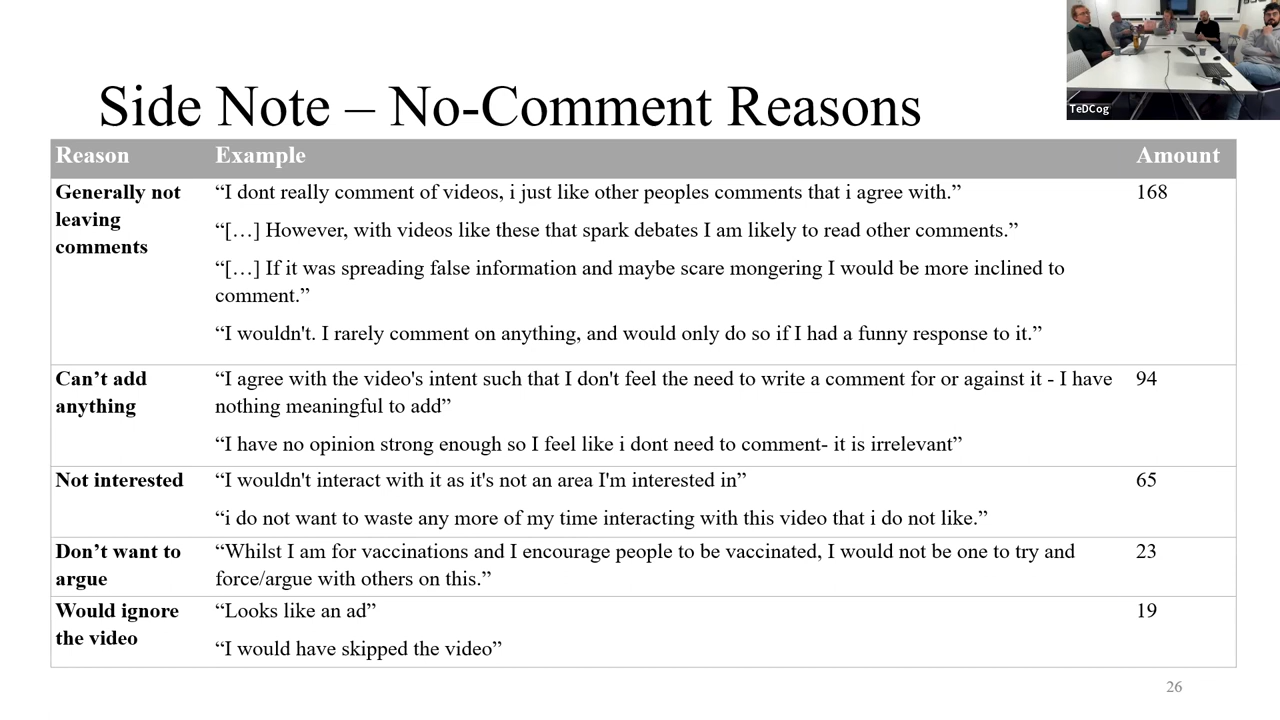 TeDCog
Side Note – No-Comment Reasons
Reason Example Amount
Generally not leaving comments
“I dont really comment of videos, i just like other peoples comments that i agree with.” 168
“[…] However, with videos like these that spark debates I am likely to read other comments.”
“[…] If it was spreading false information and maybe scare mongering I would be more inclined to
comment.”
“I wouldn't. I rarely comment on anything, and would only do so if I had a funny response to it.”
Can’t add anything
“I agree with the video's intent such that I don't feel the need to write a comment for or against it - I have 94
nothing meaningful to add”
“I have no opinion strong enough so I feel like i dont need to comment- it is irrelevant”
Not interested “I wouldn't interact with it as it's not an area I'm interested in” 65
“i do not want to waste any more of my time interacting with this video that i do not like.”
Don’t want to argue
“Whilst I am for vaccinations and I encourage people to be vaccinated, I would not be one to try and 23
force/argue with others on this.”
Would ignore the video
“Looks like an ad” 19
“I would have skipped the video”
26